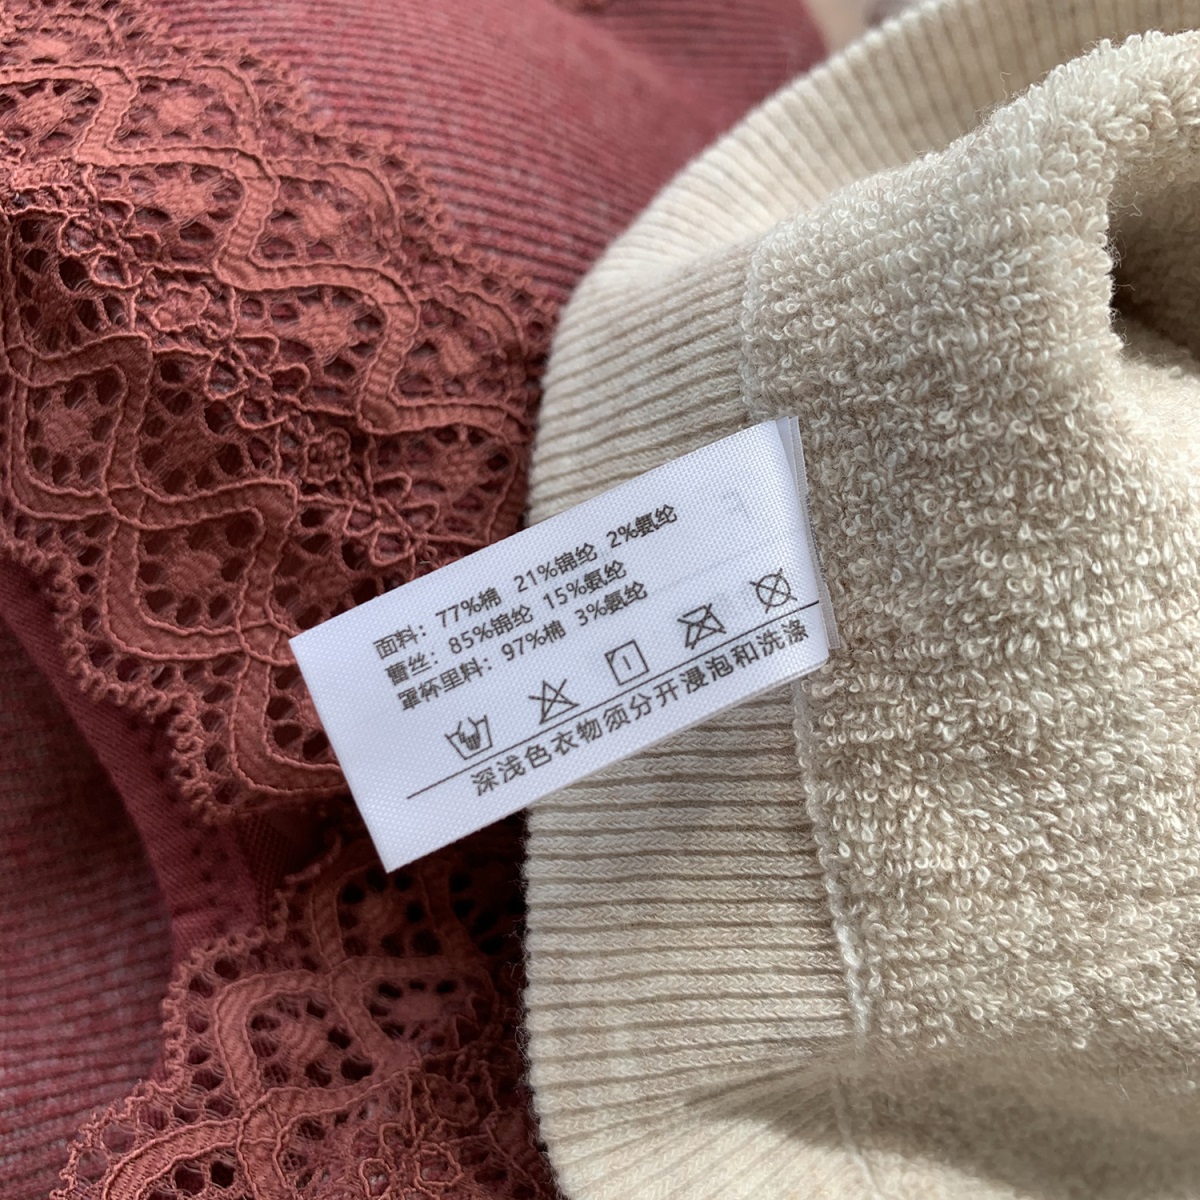 面料：77%棉 21%锦纶 2%氨纶
蕾丝：85%锦纶 15%氨纶
罩杯里料：97%棉 3%氨纶
深浅色衣物须分开浸泡和洗涤